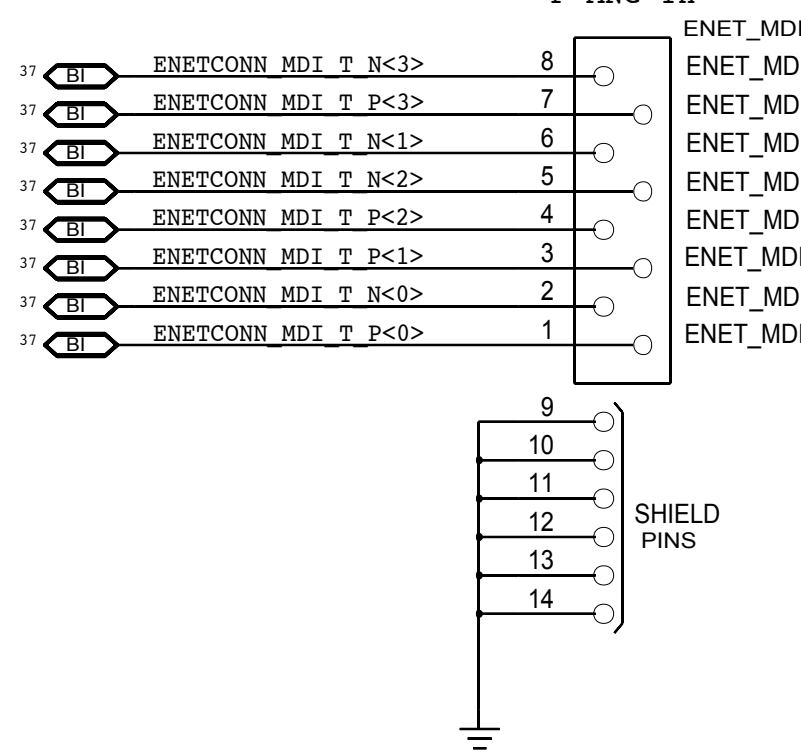 ENET_MDI
37 BI ENETCONN_MDI_T_N<3> 8 ENET_MD
37 BI ENETCONN_MDI_T_P<3> 7 ENET_MD
37 BI ENETCONN_MDI_T_N<1> 6 ENET_MD
37 BI ENETCONN_MDI_T_N<2> 5 ENET_MD
37 BI ENETCONN_MDI_T_P<2> 4 ENET_MD
37 BI ENETCONN_MDI_T_P<1> 3 ENET_MDI
37 BI ENETCONN_MDI_T_N<0> 2 ENET_MD
37 BI ENETCONN_MDI_T_P<0> 1 ENET_MDI
9
10
11
12
13
14
SHIELD
PINS